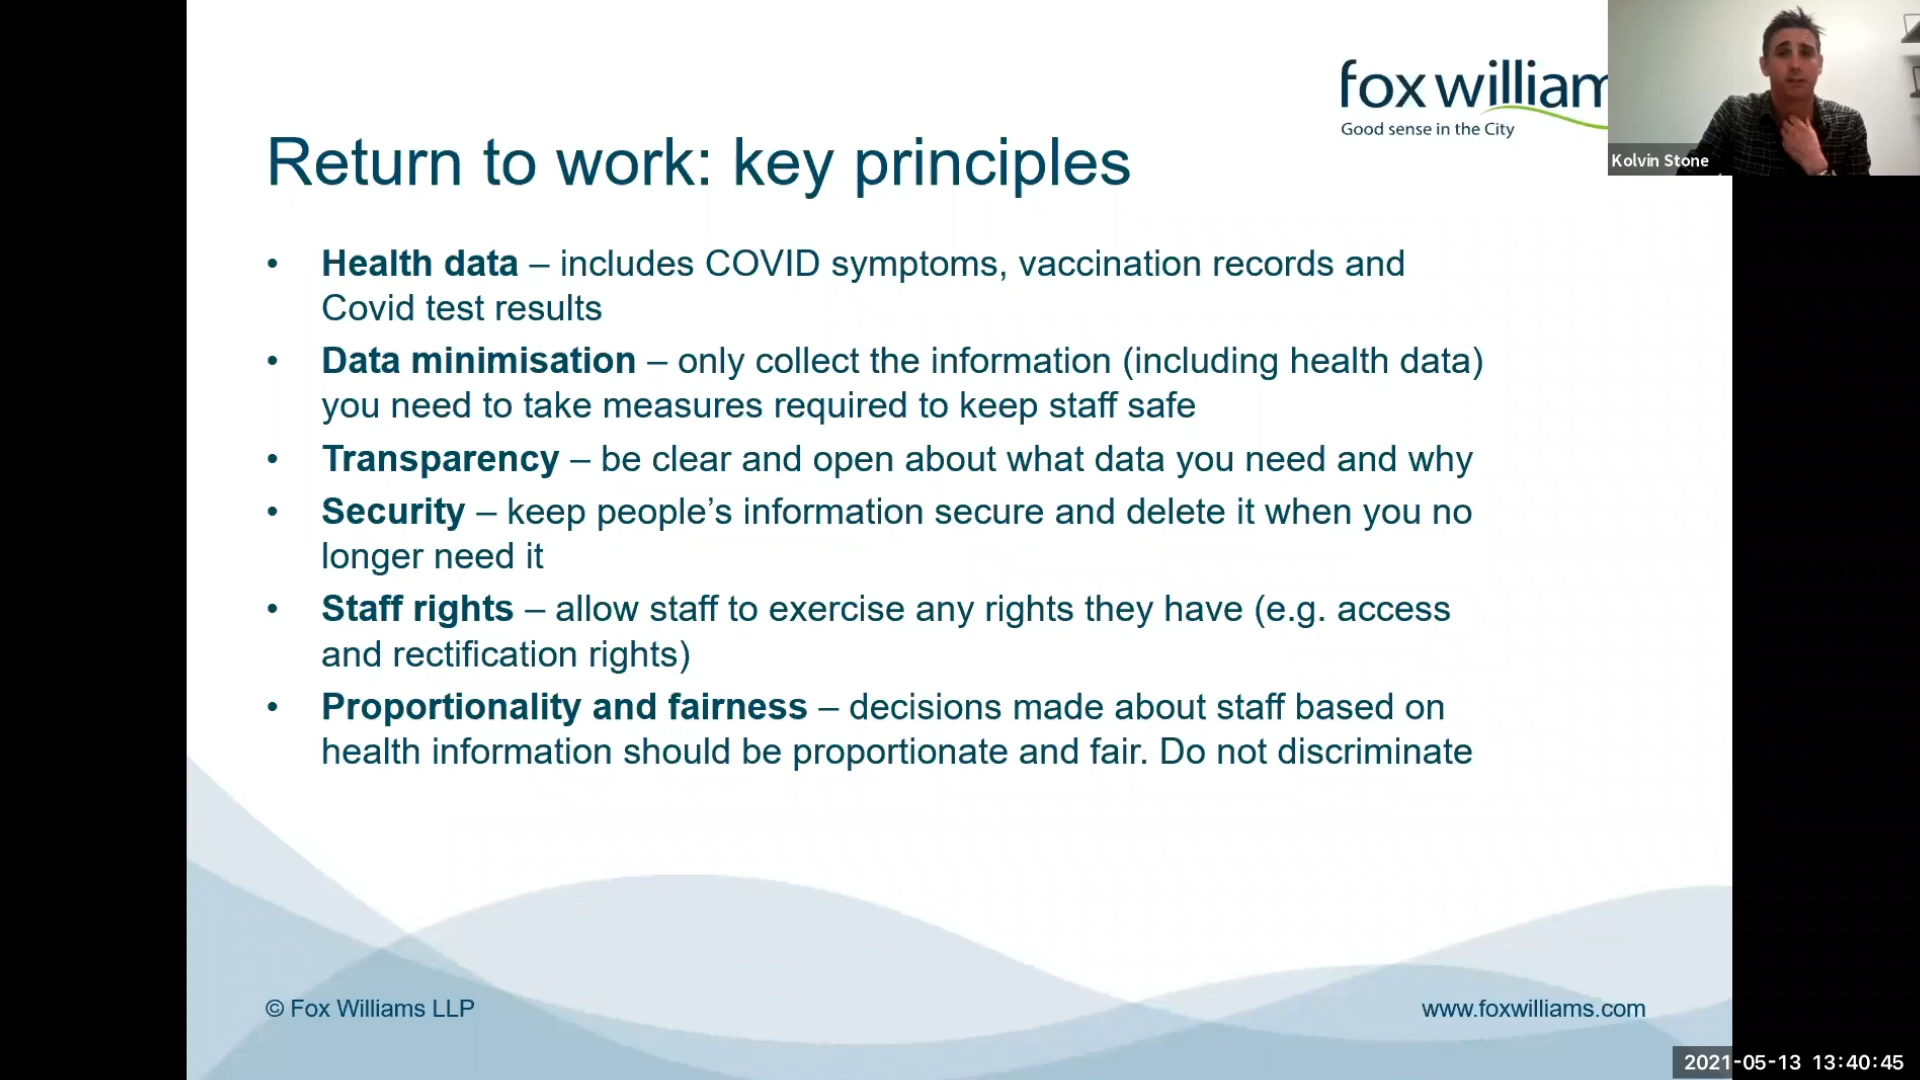 fox william
Good sense in the City
Kolvin Stone
Return to work: key principles
• Health data – includes COVID symptoms, vaccination records and
Covid test results
• Data minimisation – only collect the information (including health data)
you need to take measures required to keep staff safe
• Transparency – be clear and open about what data you need and why
• Security – keep people’s information secure and delete it when you no
longer need it
• Staff rights – allow staff to exercise any rights they have (e.g. access
and rectification rights)
• Proportionality and fairness – decisions made about staff based on
health information should be proportionate and fair. Do not discriminate
© Fox Williams LLP
www.foxwilliams.com
2021-05-13 13:40:45